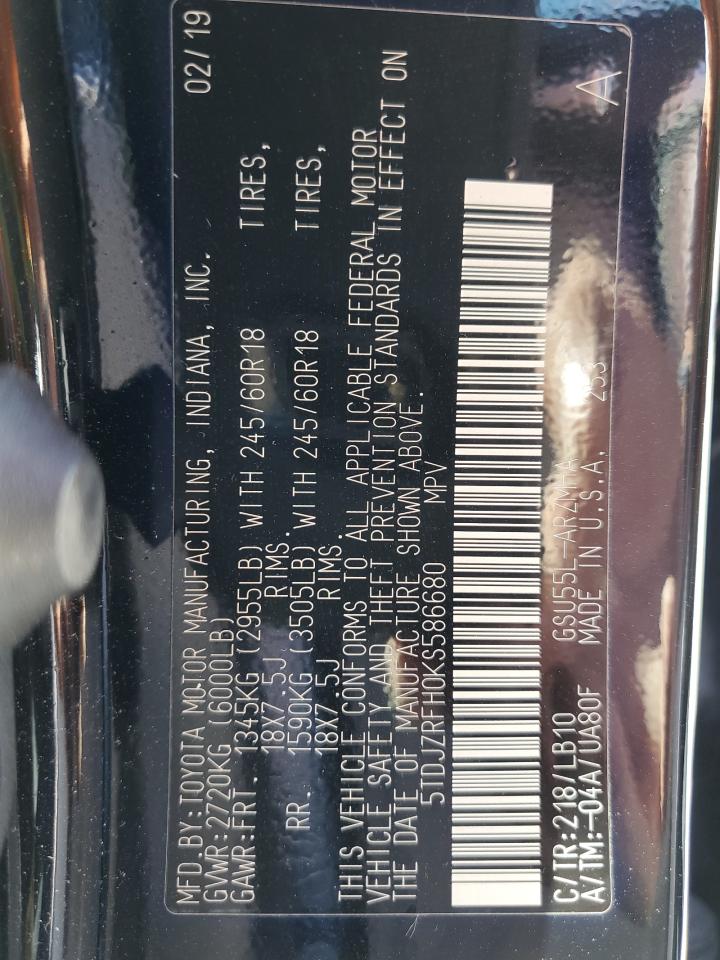 MFD.BY:TOYOTA MOTOR MANUFACTURING, INDIANA, INC. 02/19
GVWR:2720KG (6000LB)
GAWR:FRT. 1345KG (2955LB) WITH 245/60R18 TIRES,
18X7.5J RIMS.
RR. 1590KG (3505LB) WITH 245/60R18 TIRES,
18X7.5J RIMS.
THIS VEHICLE CONFORMS TO ALL APPLICABLE FEDERAL MOTOR
VEHICLE SAFETY AND THEFT PREVENTION STANDARDS IN EFFECT ON
THE DATE OF MANUFACTURE SHOWN ABOVE.
5TDJZRFH0KS586680 MPV
C/TR:218/LB10 GSU55L-ARZMHA 253
A/TM:-04A/UA80F MADE IN U.S.A. A